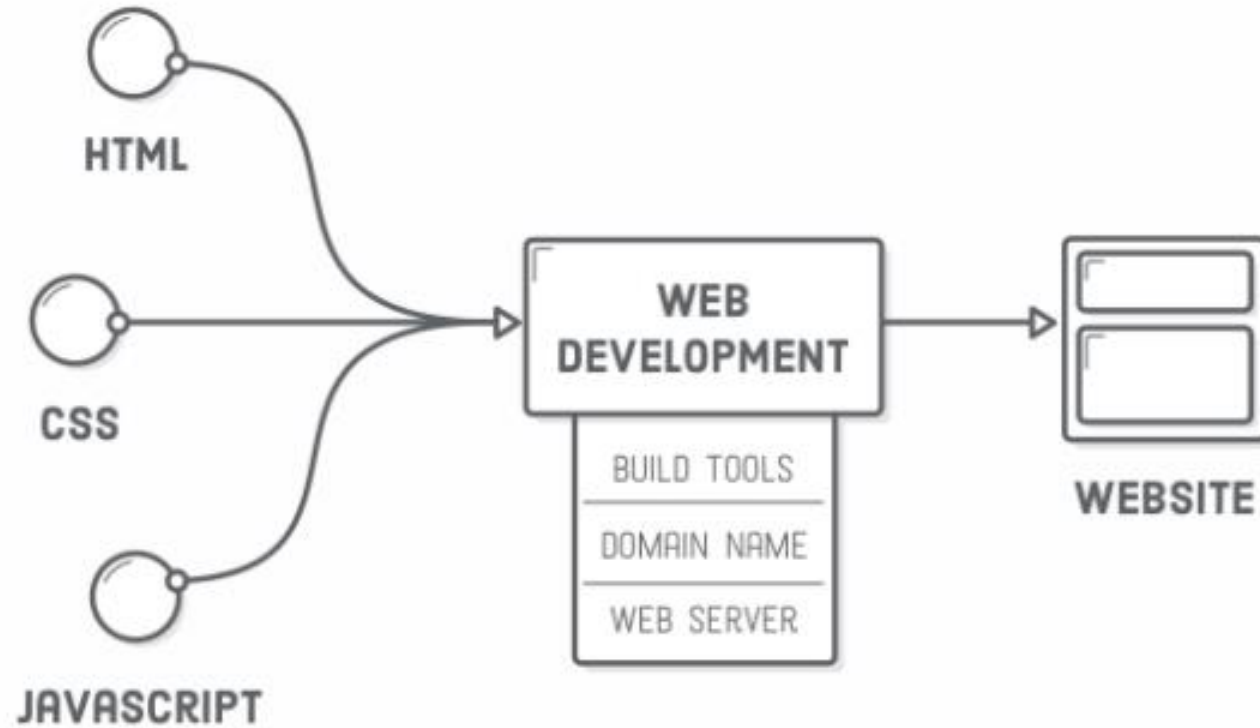 HTML
CSS
JAVASCRIPT
WEB
DEVELOPMENT
BUILD TOOLS
DOMAIN NAME
WEB SERVER
WEBSITE